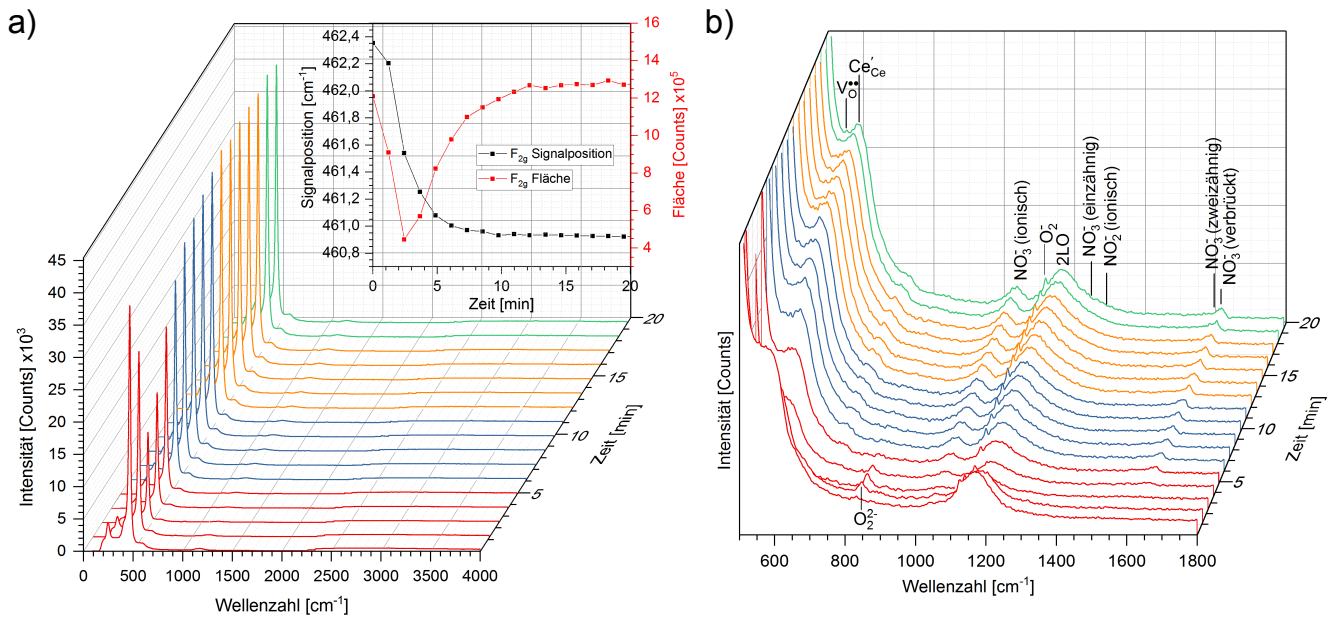 a)
Intensität [Counts] x10³
45
40
35
30
25
20
15
10
5
0
0 500 1000 1500 2000 2500 3000 3500 4000
Wellenzahl [cm⁻¹]
5
10
15
20
Zeit [min]
Signalposition [cm⁻¹]
462,4
462,2
462,0
461,8
461,6
461,4
461,2
461,0
460,8
0 5 10 15 20
Zeit [min]
16
14
12
10
8
6
4
Fläche [Counts] x10⁵
F₂g Signalposition
F₂g Fläche
b)
Intensität [Counts]
V_O^••
Ce'_Ce
NO₃⁻ (ionisch)
O₂⁻
2LO
NO₃⁻ (einzähnig)
NO₂⁻ (ionisch)
NO₃⁻ (zweizähnig)
NO₃⁻ (verbrückt)
O₂²⁻
600 800 1000 1200 1400 1600 1800
Wellenzahl [cm⁻¹]
5
10
15
20
Zeit [min]